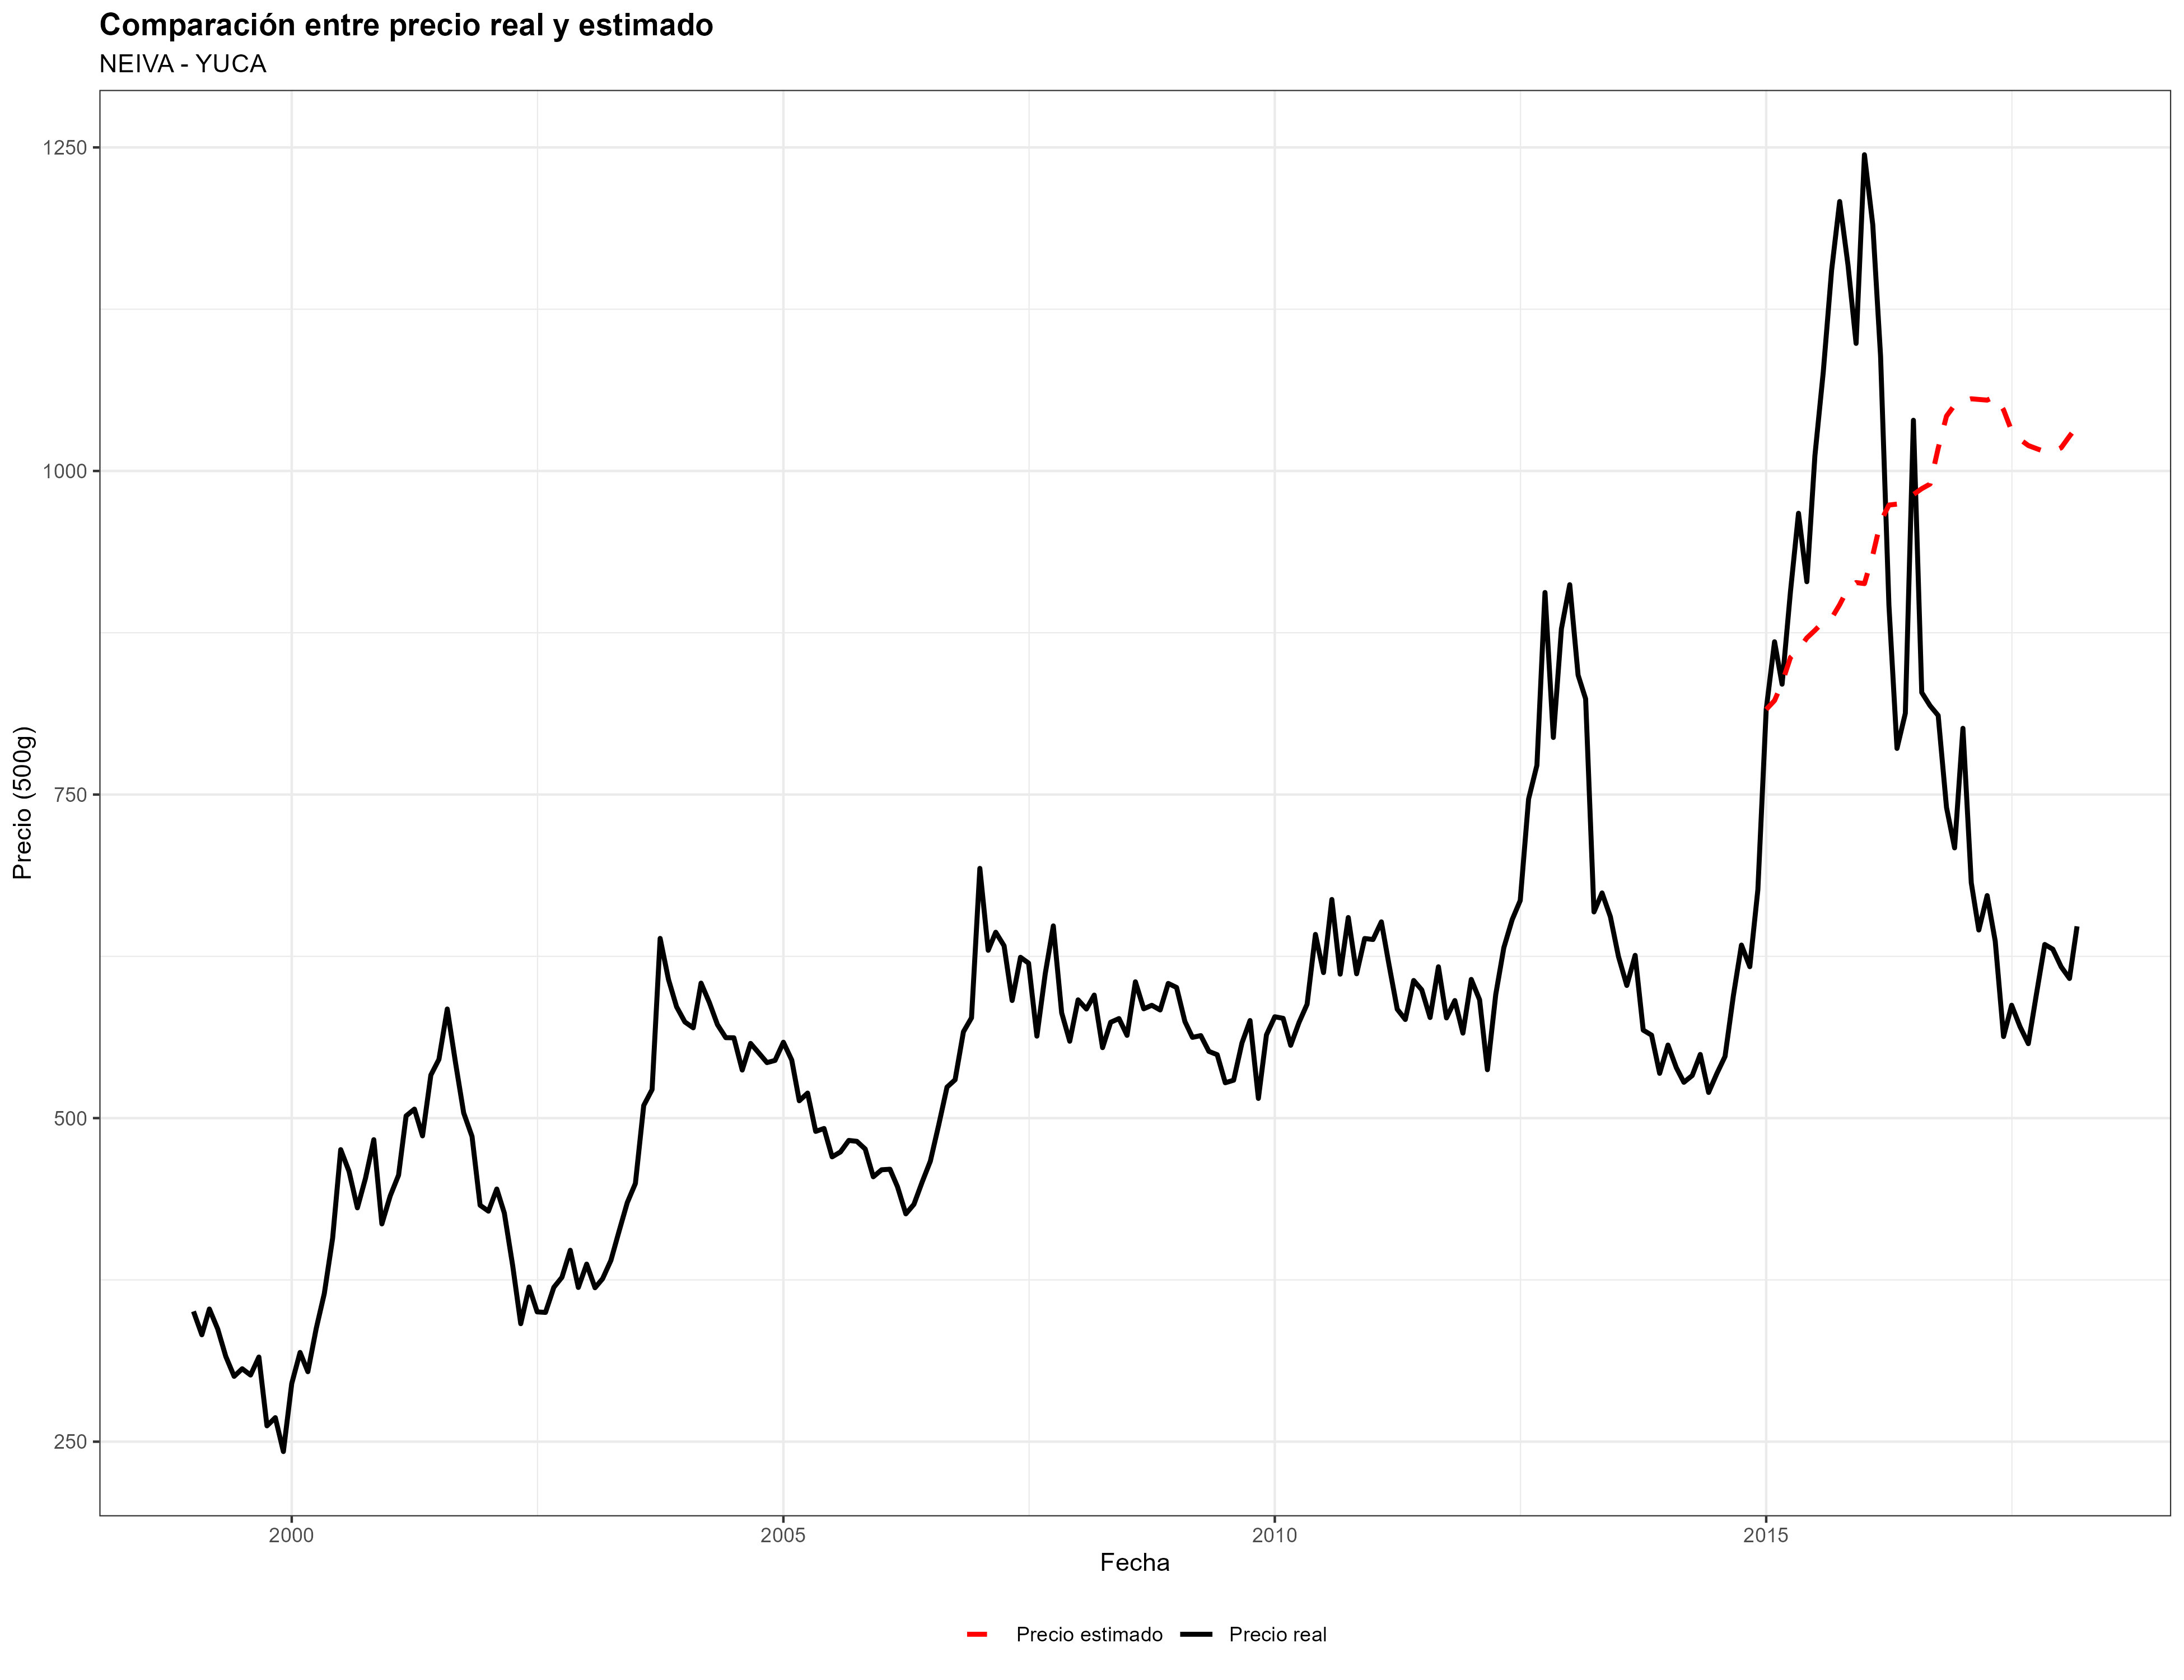 Comparación entre precio real y estimado
NEIVA - YUCA
1250
1000
750
500
250
Precio (500g)
2000
2005
2010
2015
Fecha
Precio estimado
Precio real